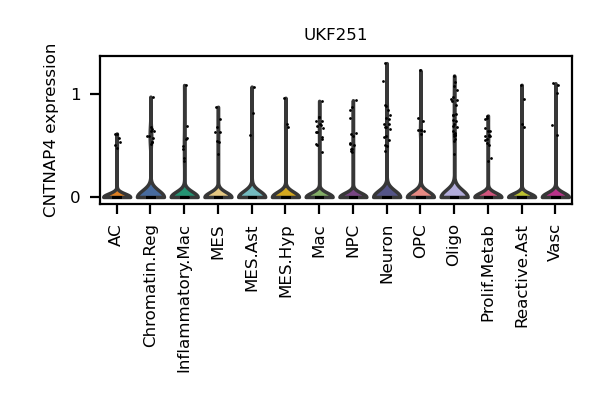 UKF251
CNTNAP4 expression
1
0
AC
Chromatin.Reg
Inflammatory.Mac
MES
MES.Ast
MES.Hyp
Mac
NPC
Neuron
OPC
Oligo
Prolif.Metab
Reactive.Ast
Vasc